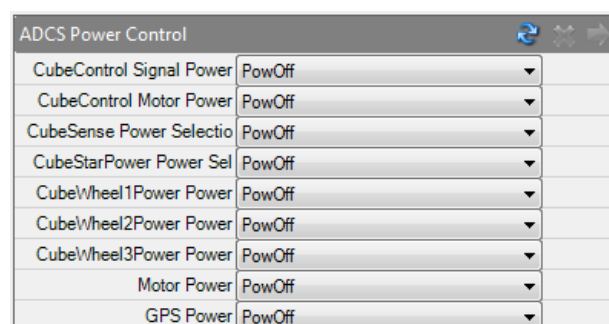 ADCS Power Control
CubeControl Signal Power PowOff
CubeControl Motor Power PowOff
CubeSense Power Selectio PowOff
CubeStarPower Power Sel PowOff
CubeWheel1Power Power PowOff
CubeWheel2Power Power PowOff
CubeWheel3Power Power PowOff
Motor Power PowOff
GPS Power PowOff